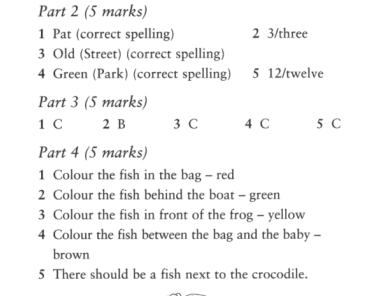 Part 2 (5 marks)
1 Pat (correct spelling) 2 3/three
3 Old (Street) (correct spelling)
4 Green (Park) (correct spelling) 5 12/twelve
Part 3 (5 marks)
1 C 2 B 3 C 4 C 5 C
Part 4 (5 marks)
1 Colour the fish in the bag – red
2 Colour the fish behind the boat – green
3 Colour the fish in front of the frog – yellow
4 Colour the fish between the bag and the baby –
brown
5 There should be a fish next to the crocodile.